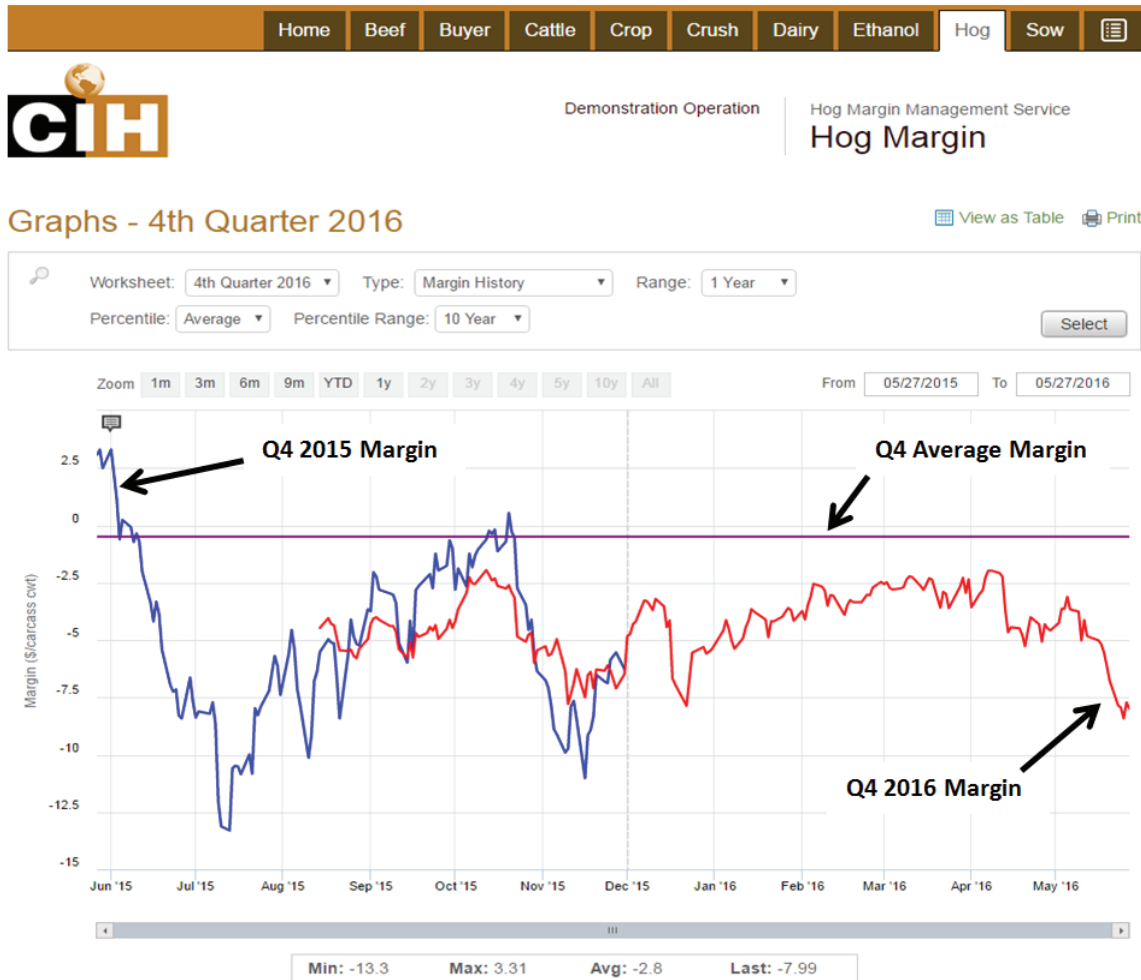 Home Beef Buyer Cattle Crop Crush Dairy Ethanol Hog Sow
CIH
Demonstration Operation
Hog Margin Management Service
Hog Margin
Graphs - 4th Quarter 2016
View as Table Print
Worksheet: 4th Quarter 2016 Type: Margin History Range: 1 Year
Percentile: Average Percentile Range: 10 Year
Select
Zoom 1m 3m 6m 9m YTD 1y 2y 3y 4y 5y 10y All From 05/27/2015 To 05/27/2016
Q4 2015 Margin
Q4 Average Margin
2.5
0
-2.5
-5
-7.5
-10
-12.5
-15
Margin ($/carcass cwt)
Q4 2016 Margin
Jun '15 Jul '15 Aug '15 Sep '15 Oct '15 Nov '15 Dec '15 Jan '16 Feb '16 Mar '16 Apr '16 May '16
Min: -13.3 Max: 3.31 Avg: -2.8 Last: -7.99